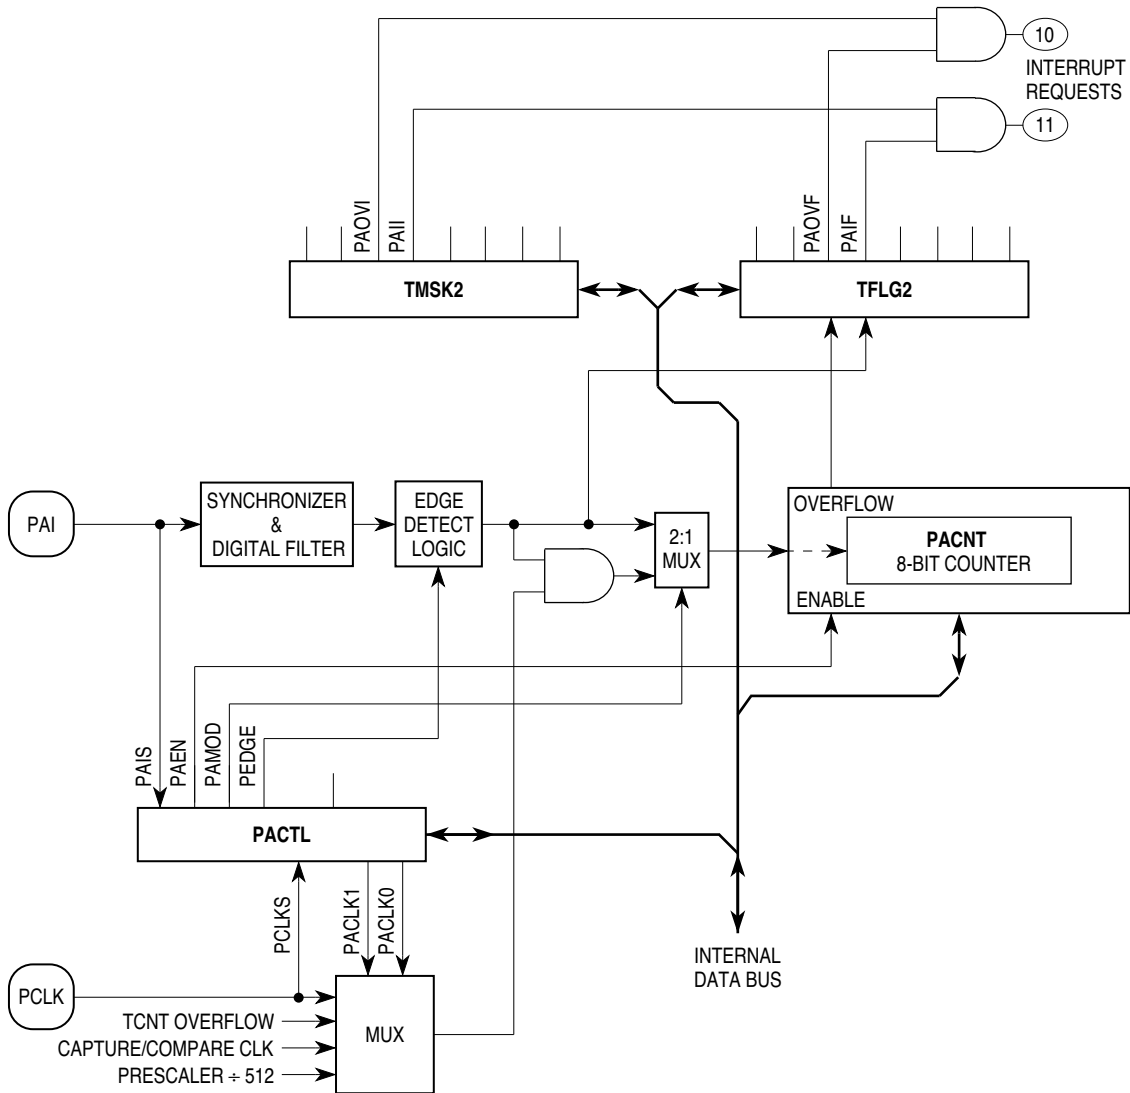 10
INTERRUPT
REQUESTS
11
PAOVI
PAII
PAOVF
PAIF
TMSK2
TFLG2
PAI
SYNCHRONIZER
&
DIGITAL FILTER
EDGE
DETECT
LOGIC
2:1
MUX
OVERFLOW
PACNT
8-BIT COUNTER
ENABLE
PAIS
PAEN
PAMOD
PEDGE
PACTL
PCLKS
PACLK1
PACLK0
INTERNAL
DATA BUS
PCLK
TCNT OVERFLOW
CAPTURE/COMPARE CLK
PRESCALER ÷ 512
MUX